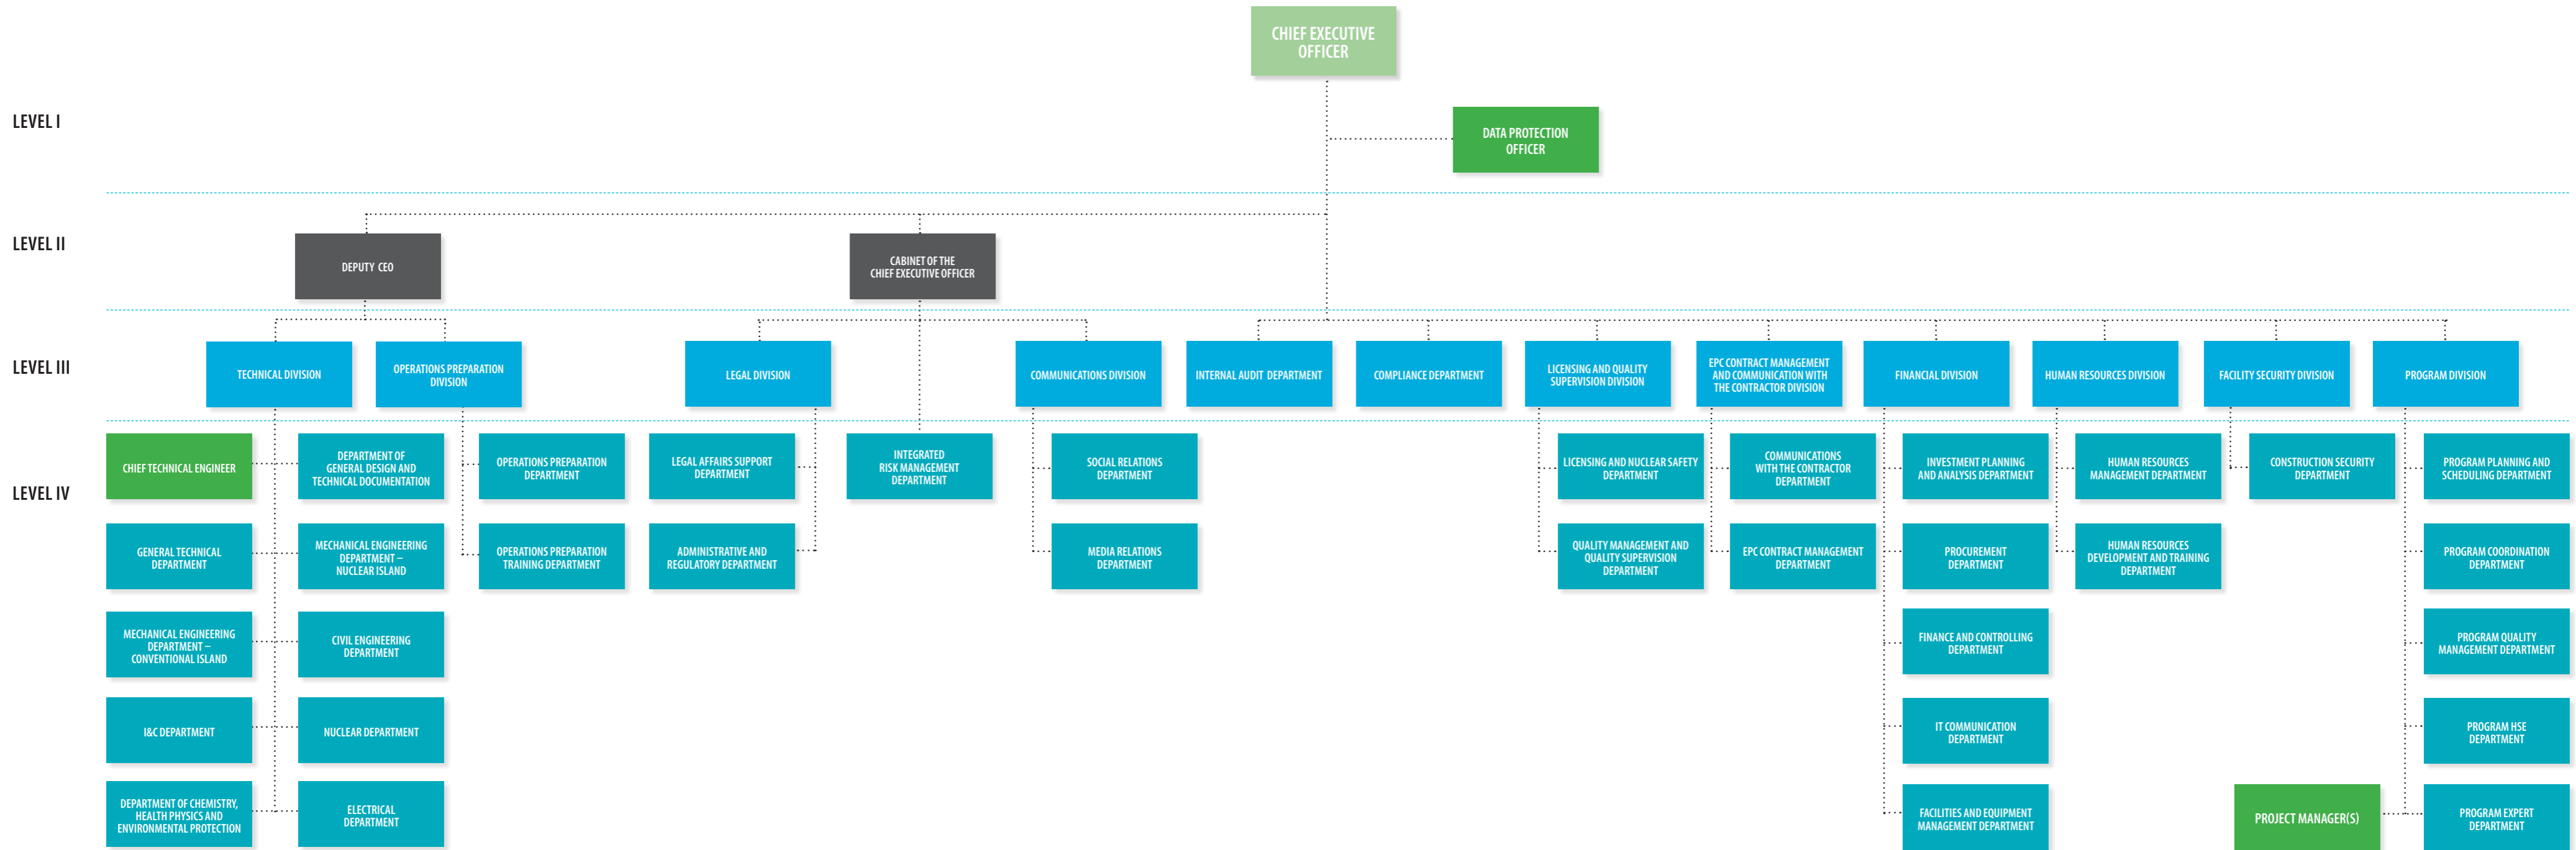 CHIEF EXECUTIVE
OFFICER
LEVEL I
DATA PROTECTION
OFFICER
LEVEL II
DEPUTY CEO
CABINET OF THE
CHIEF EXECUTIVE OFFICER
LEVEL III
TECHNICAL DIVISION
OPERATIONS PREPARATION
DIVISION
LEGAL DIVISION
COMMUNICATIONS DIVISION
INTERNAL AUDIT DEPARTMENT
COMPLIANCE DEPARTMENT
LICENSING AND QUALITY
SUPERVISION DIVISION
EPC CONTRACT MANAGEMENT
AND COMMUNICATION WITH
THE CONTRACTOR DIVISION
FINANCIAL DIVISION
HUMAN RESOURCES DIVISION
FACILITY SECURITY DIVISION
PROGRAM DIVISION
LEVEL IV
CHIEF TECHNICAL ENGINEER
DEPARTMENT OF
GENERAL DESIGN AND
TECHNICAL DOCUMENTATION
OPERATIONS PREPARATION
DEPARTMENT
LEGAL AFFAIRS SUPPORT
DEPARTMENT
INTEGRATED
RISK MANAGEMENT
DEPARTMENT
SOCIAL RELATIONS
DEPARTMENT
LICENSING AND NUCLEAR SAFETY
DEPARTMENT
COMMUNICATIONS
WITH THE CONTRACTOR
DEPARTMENT
INVESTMENT PLANNING
AND ANALYSIS DEPARTMENT
HUMAN RESOURCES
MANAGEMENT DEPARTMENT
CONSTRUCTION SECURITY
DEPARTMENT
PROGRAM PLANNING AND
SCHEDULING DEPARTMENT
GENERAL TECHNICAL
DEPARTMENT
MECHANICAL ENGINEERING
DEPARTMENT –
NUCLEAR ISLAND
OPERATIONS PREPARATION
TRAINING DEPARTMENT
ADMINISTRATIVE AND
REGULATORY DEPARTMENT
MEDIA RELATIONS
DEPARTMENT
QUALITY MANAGEMENT AND
QUALITY SUPERVISION
DEPARTMENT
EPC CONTRACT MANAGEMENT
DEPARTMENT
PROCUREMENT
DEPARTMENT
HUMAN RESOURCES
DEVELOPMENT AND TRAINING
DEPARTMENT
PROGRAM COORDINATION
DEPARTMENT
MECHANICAL ENGINEERING
DEPARTMENT –
CONVENTIONAL ISLAND
CIVIL ENGINEERING
DEPARTMENT
FINANCE AND CONTROLLING
DEPARTMENT
PROGRAM QUALITY
MANAGEMENT DEPARTMENT
I&C DEPARTMENT
NUCLEAR DEPARTMENT
IT COMMUNICATION
DEPARTMENT
PROGRAM HSE
DEPARTMENT
DEPARTMENT OF CHEMISTRY,
HEALTH PHYSICS AND
ENVIRONMENTAL PROTECTION
ELECTRICAL
DEPARTMENT
FACILITIES AND EQUIPMENT
MANAGEMENT DEPARTMENT
PROJECT MANAGER(S)
PROGRAM EXPERT
DEPARTMENT